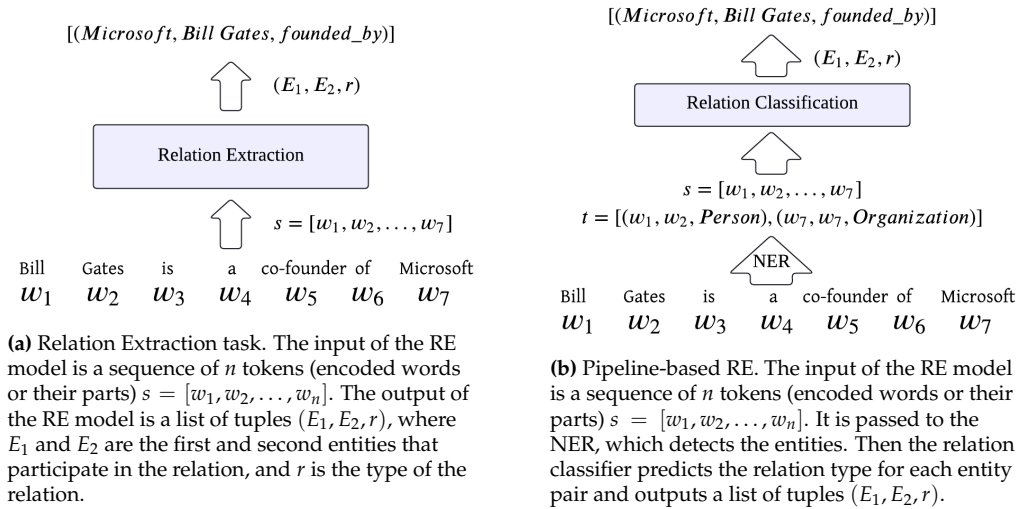 [(Microsoft, Bill Gates, founded_by)]
(E₁, E₂, r)
Relation Extraction
s = [w₁, w₂, . . . , w₇]
Bill Gates is a co-founder of Microsoft
w₁ w₂ w₃ w₄ w₅ w₆ w₇
(a) Relation Extraction task. The input of the RE
model is a sequence of n tokens (encoded words
or their parts) s = [w₁, w₂, . . . , wₙ]. The output of
the RE model is a list of tuples (E₁, E₂, r), where
E₁ and E₂ are the first and second entities that
participate in the relation, and r is the type of the
relation.
[(Microsoft, Bill Gates, founded_by)]
(E₁, E₂, r)
Relation Classification
s = [w₁, w₂, . . . , w₇]
t = [(w₁, w₂, Person), (w₇, w₇, Organization)]
NER
Bill Gates is a co-founder of Microsoft
w₁ w₂ w₃ w₄ w₅ w₆ w₇
(b) Pipeline-based RE. The input of the RE model
is a sequence of n tokens (encoded words or their
parts) s = [w₁, w₂, . . . , wₙ]. It is passed to the
NER, which detects the entities. Then the relation
classifier predicts the relation type for each entity
pair and outputs a list of tuples (E₁, E₂, r).